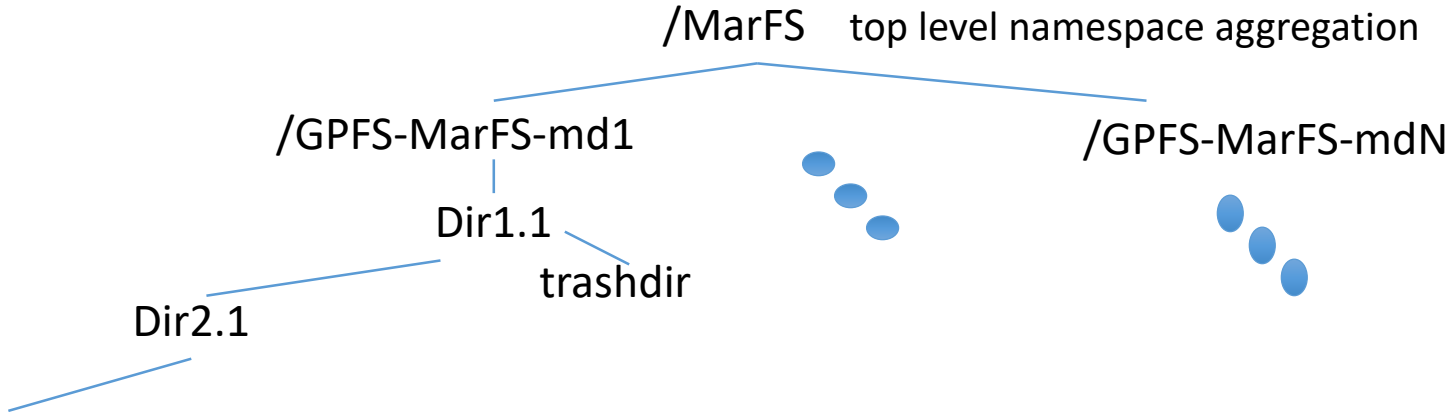 /MarFS top level namespace aggregation
/GPFS-MarFS-md1
/GPFS-MarFS-mdN
Dir1.1
trashdir
Dir2.1